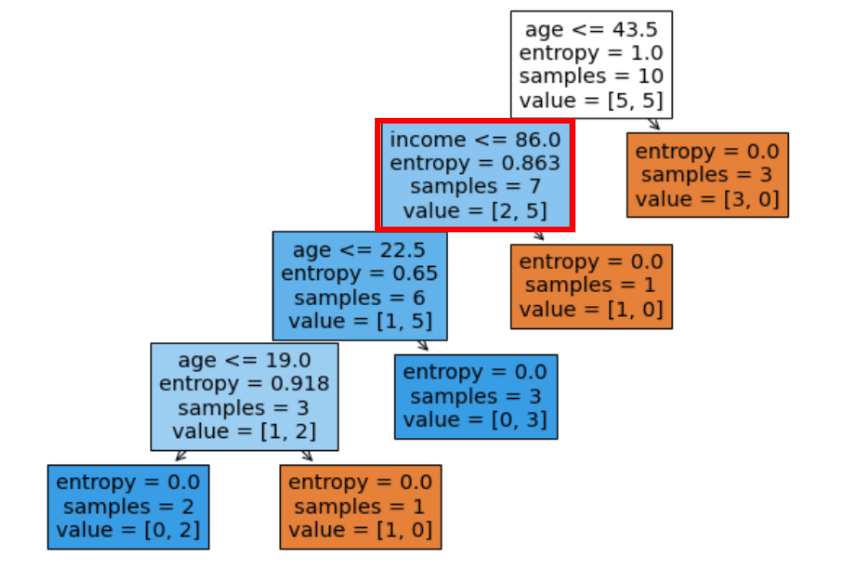 age <= 43.5
entropy = 1.0
samples = 10
value = [5, 5]
income <= 86.0
entropy = 0.863
samples = 7
value = [2, 5]
entropy = 0.0
samples = 3
value = [3, 0]
age <= 22.5
entropy = 0.65
samples = 6
value = [1, 5]
entropy = 0.0
samples = 1
value = [1, 0]
age <= 19.0
entropy = 0.918
samples = 3
value = [1, 2]
entropy = 0.0
samples = 3
value = [0, 3]
entropy = 0.0
samples = 2
value = [0, 2]
entropy = 0.0
samples = 1
value = [1, 0]